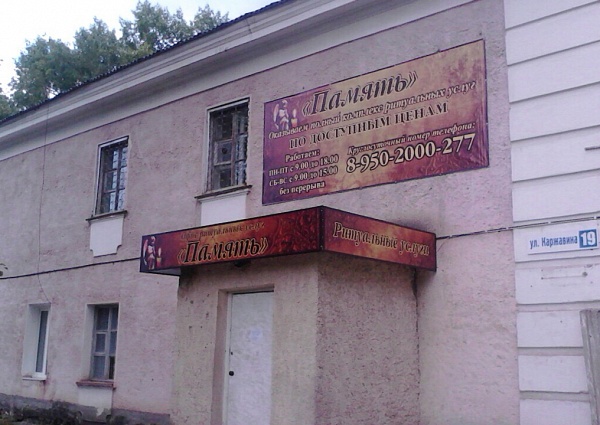 «Память»
Оказываем полный комплекс ритуальных услуг
ПО ДОСТУПНЫМ ЦЕНАМ
Работаем:
ПН-ПТ с 9.00 до 18.00
СБ-ВС с 9.00 до 15.00
без перерыва
Круглосуточный номер телефона:
8-950-2000-277
«Память»
Ритуальные услуги
ул. Каржавина 19